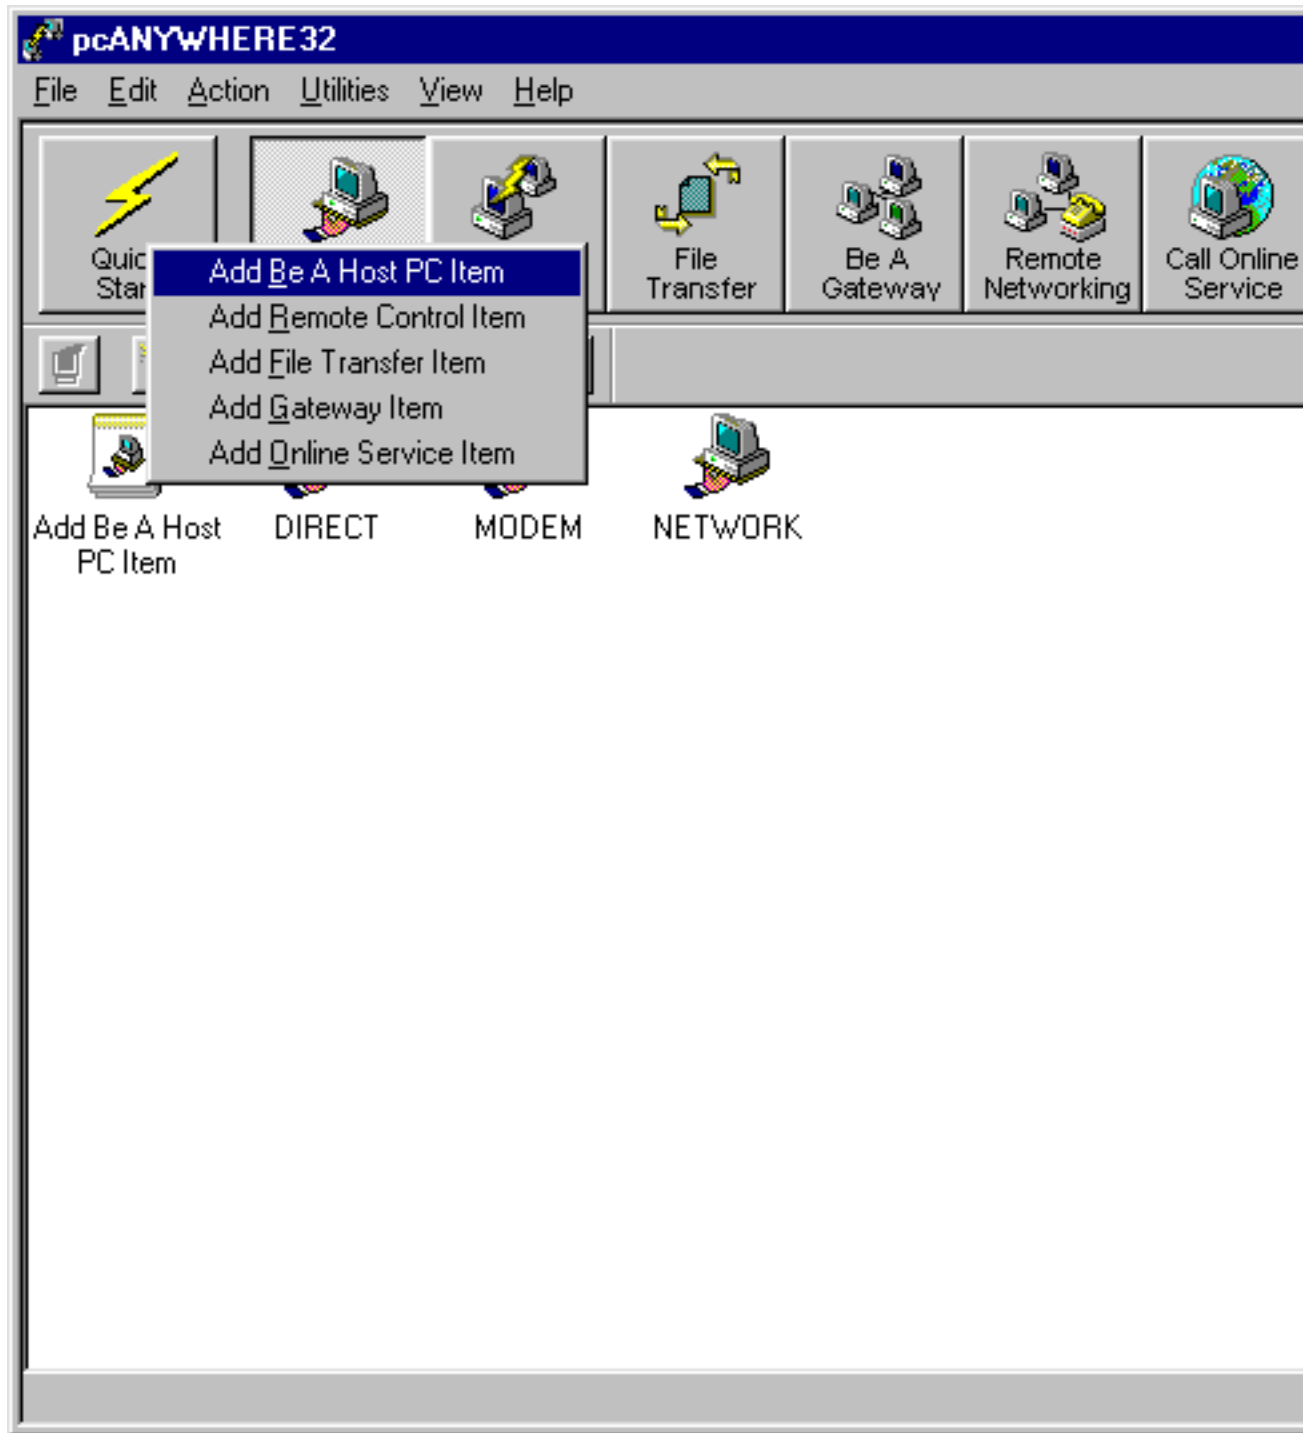 pcANYWHERE32
File Edit Action Utilities View Help
File
Transfer
Be A
Gateway
Remote
Networking
Call Online
Service
Add Be A Host PC Item
Add Remote Control Item
Add File Transfer Item
Add Gateway Item
Add Online Service Item
Add Be A Host
PC Item
DIRECT
MODEM
NETWORK